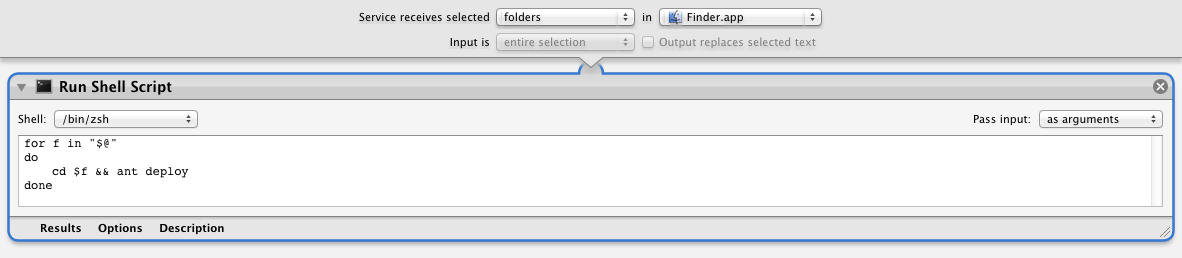 Service receives selected folders in Finder.app
Input is entire selection Output replaces selected text
Run Shell Script
Shell: /bin/zsh Pass input: as arguments
for f in "$@"
do
    cd $f && ant deploy
done
Results Options Description